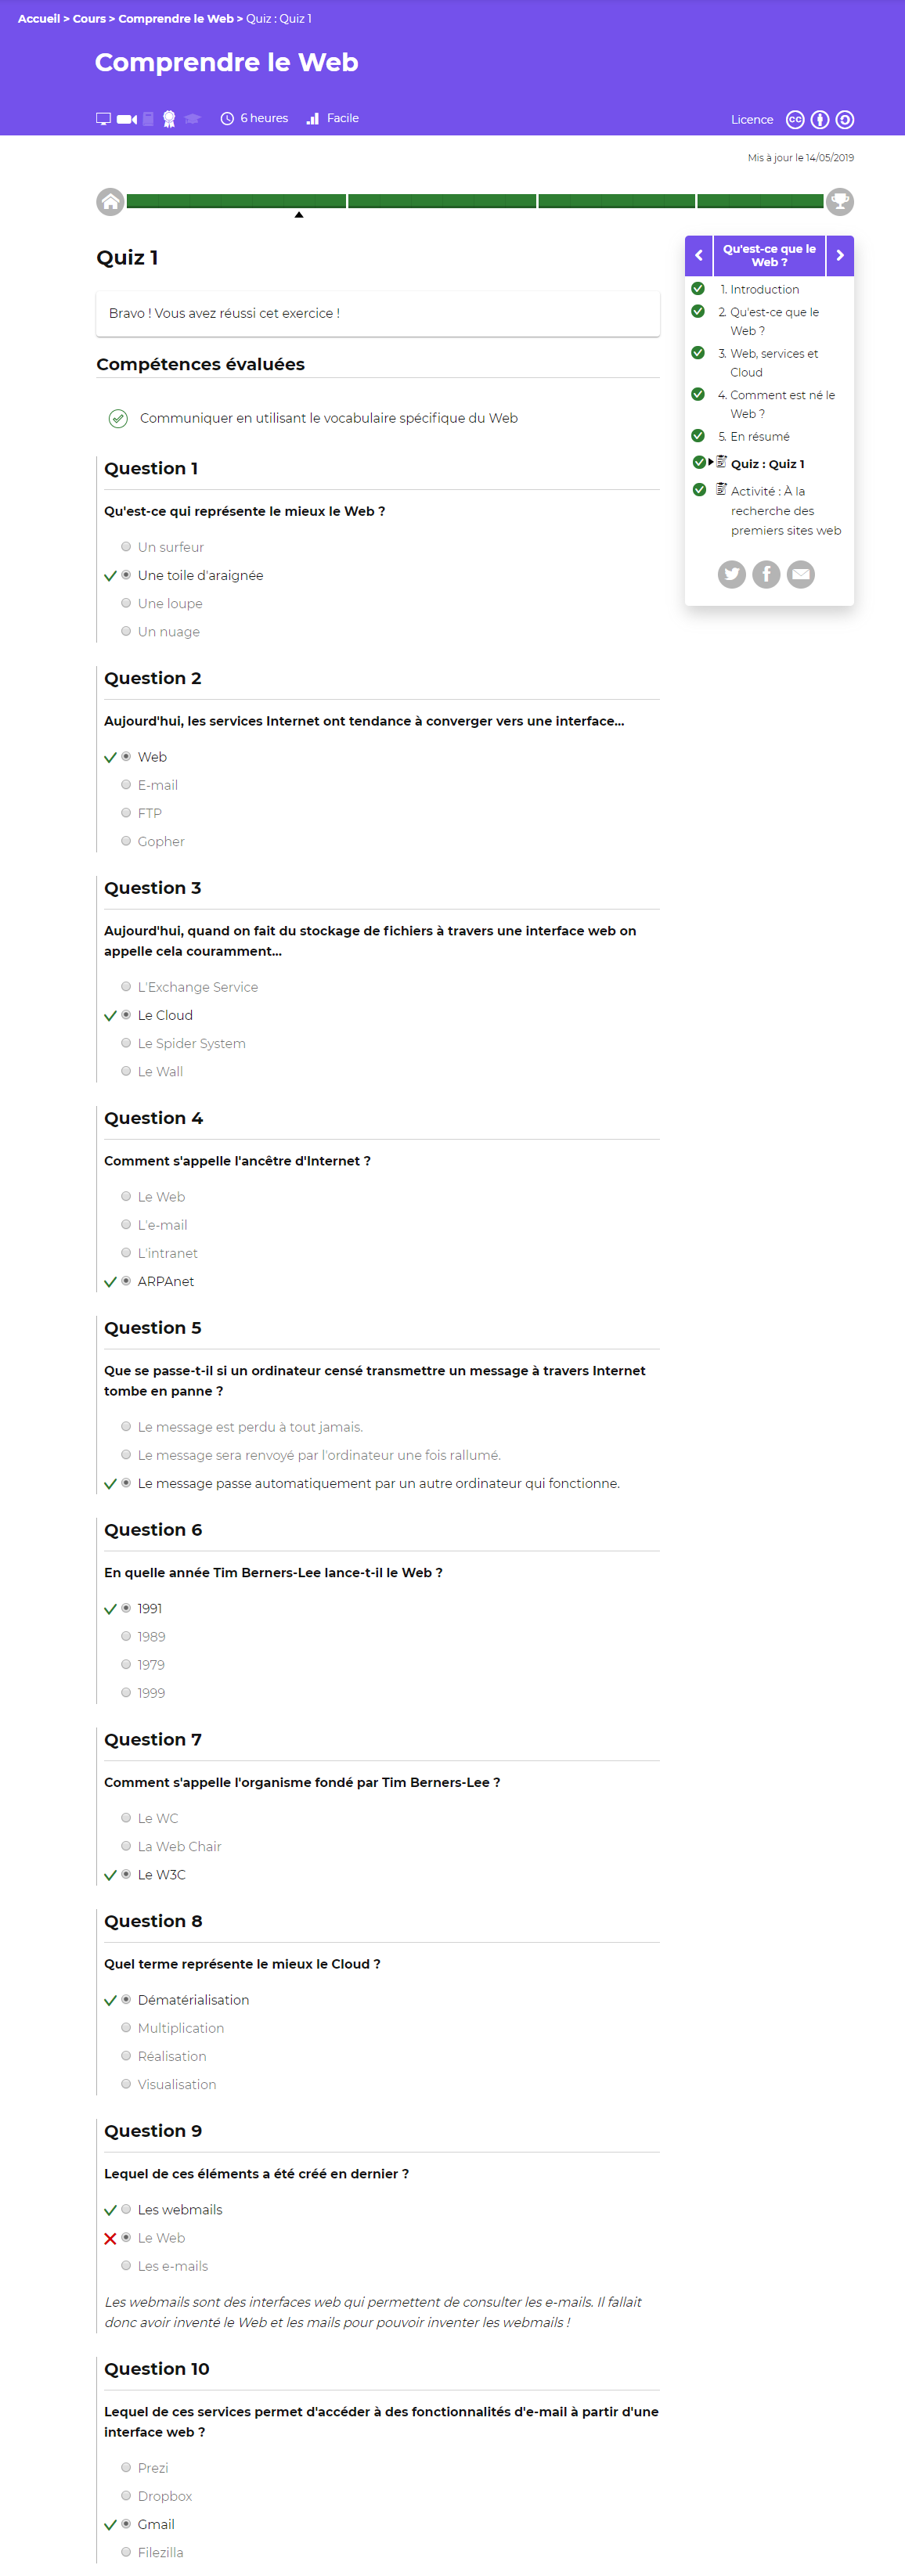 Accueil > Cours > Comprendre le Web > Quiz : Quiz 1
Comprendre le Web
6 heures
Facile
Licence
Mis à jour le 14/05/2019
Quiz 1
Bravo ! Vous avez réussi cet exercice !
Compétences évaluées
Communiquer en utilisant le vocabulaire spécifique du Web
Question 1
Qu'est-ce qui représente le mieux le Web ?
Un surfeur
Une toile d'araignée
Une loupe
Un nuage
Question 2
Aujourd'hui, les services Internet ont tendance à converger vers une interface...
Web
E-mail
FTP
Gopher
Question 3
Aujourd'hui, quand on fait du stockage de fichiers à travers une interface web on
appelle cela couramment...
L'Exchange Service
Le Cloud
Le Spider System
Le Wall
Question 4
Comment s'appelle l'ancêtre d'Internet ?
Le Web
L'e-mail
L'intranet
ARPAnet
Question 5
Que se passe-t-il si un ordinateur censé transmettre un message à travers Internet
tombe en panne ?
Le message est perdu à tout jamais.
Le message sera renvoyé par l'ordinateur une fois rallumé.
Le message passe automatiquement par un autre ordinateur qui fonctionne.
Question 6
En quelle année Tim Berners-Lee lance-t-il le Web ?
1991
1989
1979
1999
Question 7
Comment s'appelle l'organisme fondé par Tim Berners-Lee ?
Le WC
La Web Chair
Le W3C
Question 8
Quel terme représente le mieux le Cloud ?
Dématérialisation
Multiplication
Réalisation
Visualisation
Question 9
Lequel de ces éléments a été créé en dernier ?
Les webmails
Le Web
Les e-mails
Les webmails sont des interfaces web qui permettent de consulter les e-mails. Il fallait
donc avoir inventé le Web et les mails pour pouvoir inventer les webmails !
Question 10
Lequel de ces services permet d'accéder à des fonctionnalités d'e-mail à partir d'une
interface web ?
Prezi
Dropbox
Gmail
Filezilla
Qu'est-ce que le
Web ?
1. Introduction
2. Qu'est-ce que le
Web ?
3. Web, services et
Cloud
4. Comment est né le
Web ?
5. En résumé
Quiz : Quiz 1
Activité : À la
recherche des
premiers sites web